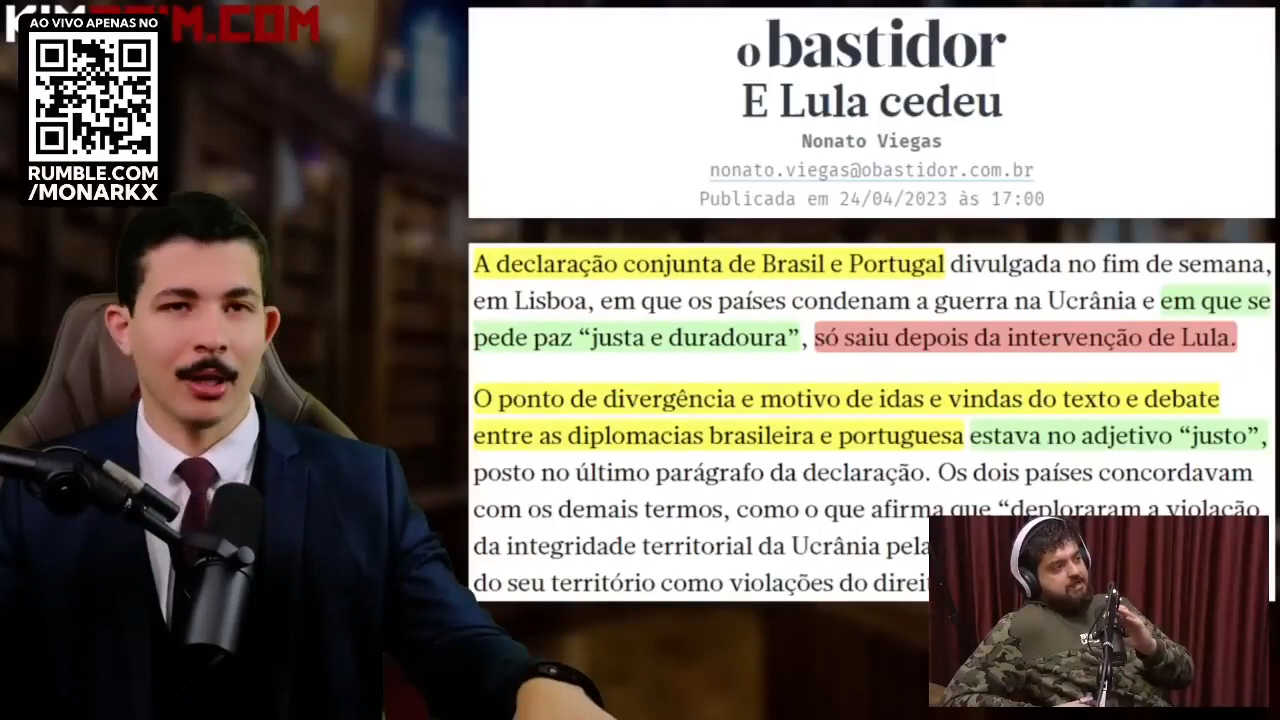 AO VIVO APENAS NO
RUMBLE.COM
/MONARKX
o bastidor
E Lula cedeu
Nonato Viegas
nonato.viegas@obastidor.com.br
Publicada em 24/04/2023 às 17:00
A declaração conjunta de Brasil e Portugal divulgada no fim de semana,
em Lisboa, em que os países condenam a guerra na Ucrânia e em que se
pede paz “justa e duradoura”, só saiu depois da intervenção de Lula.
O ponto de divergência e motivo de idas e vindas do texto e debate
entre as diplomacias brasileira e portuguesa estava no adjetivo “justo”,
posto no último parágrafo da declaração. Os dois países concordavam
com os demais termos, como o que afirma que “deploraram a violação
da integridade territorial da Ucrânia pela
do seu território como violações do direi